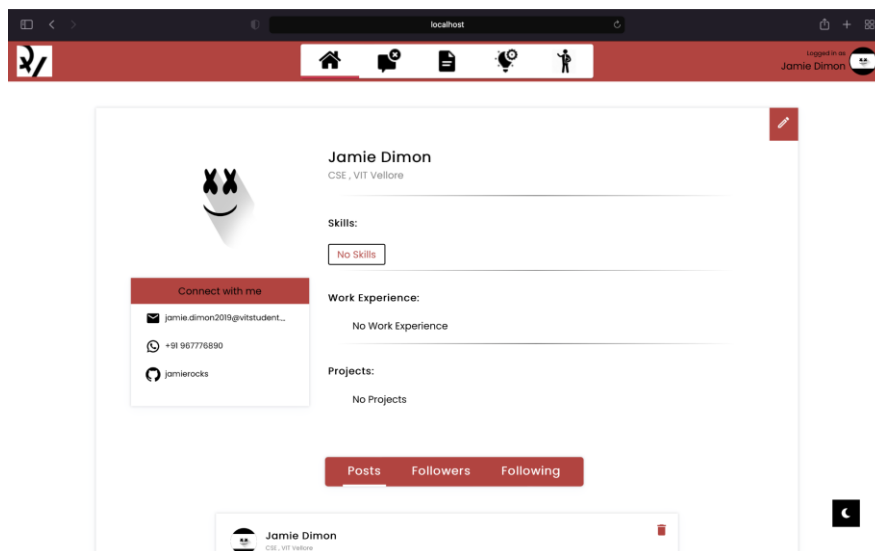 localhost
Logged in as
Jamie Dimon
Jamie Dimon
CSE , VIT Vellore
Skills:
No Skills
Connect with me
jamie.dimon2019@vitstudent...
+91 967776890
jamierocks
Work Experience:
No Work Experience
Projects:
No Projects
Posts Followers Following
Jamie Dimon
CSE, VIT Vellore